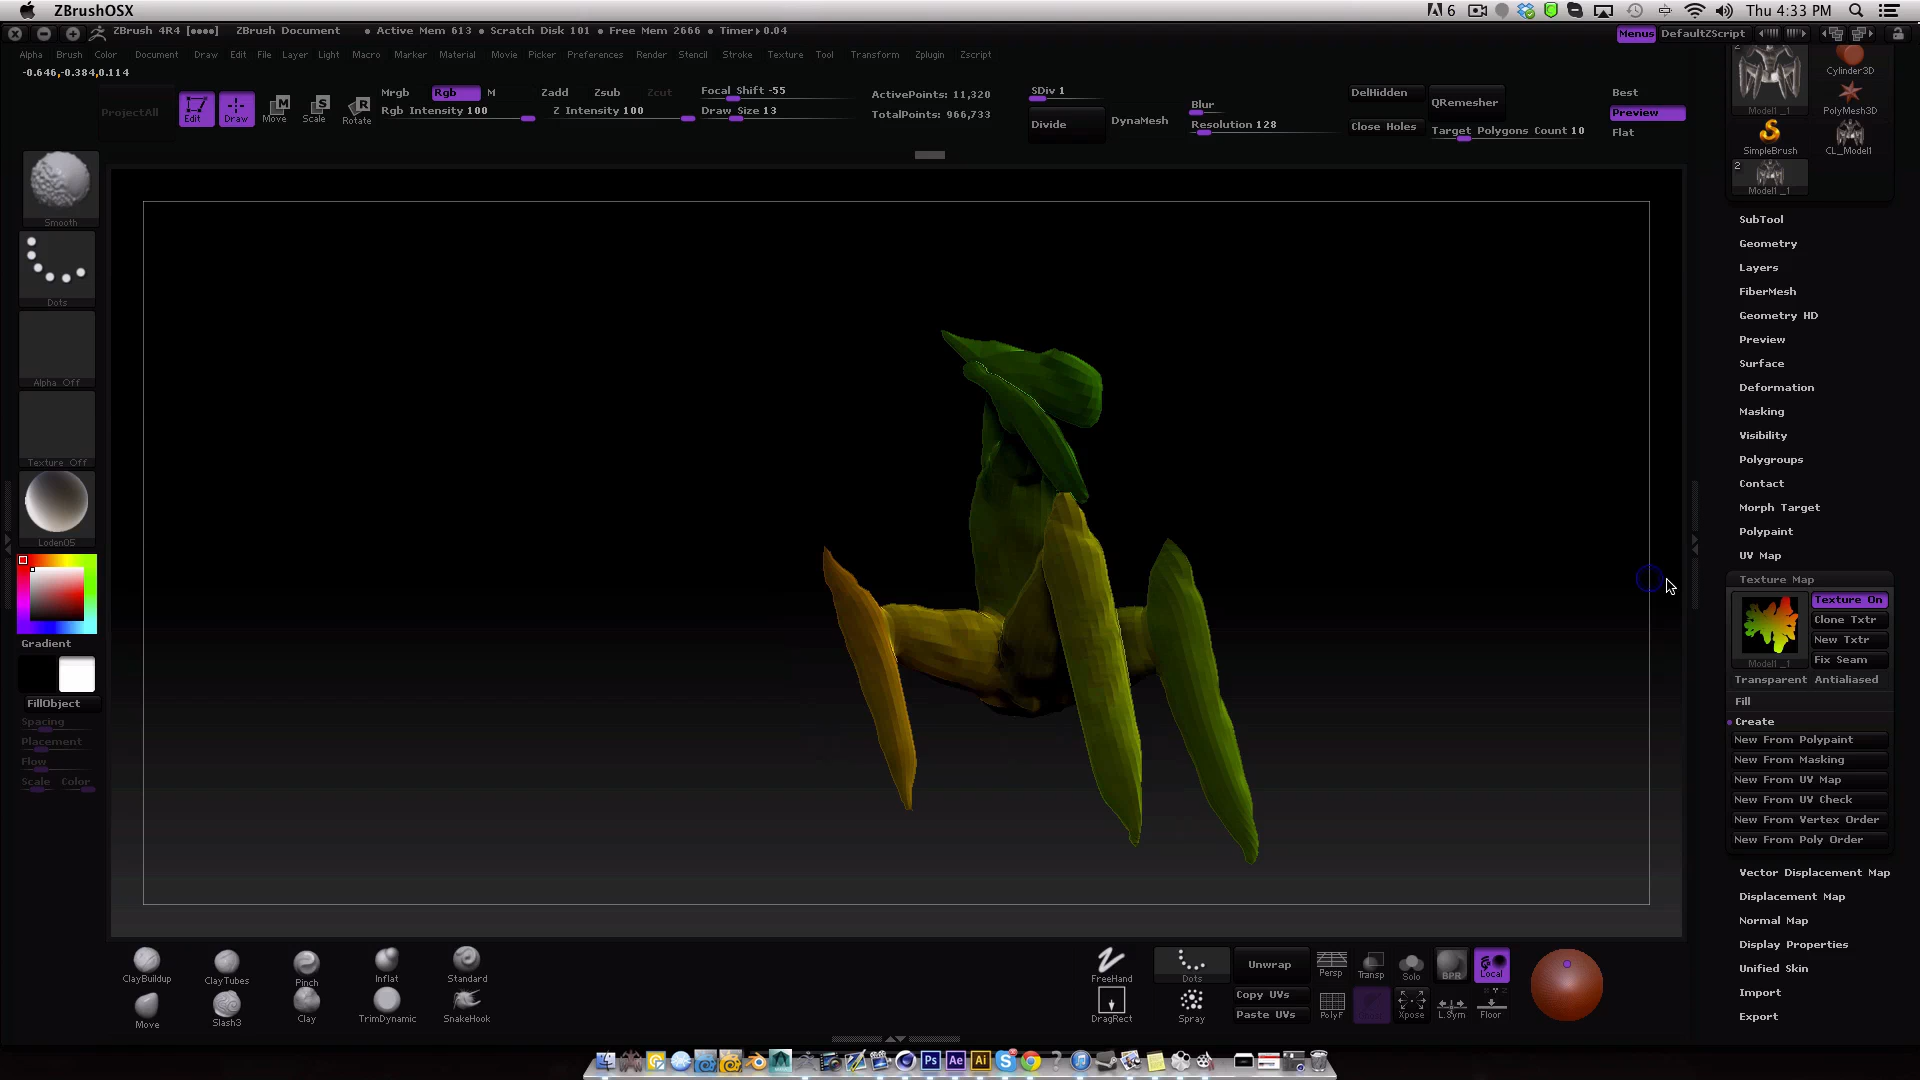 ZBrushOSX
6
Thu 4:33 PM
ZBrush 4R4 [●●●●]
ZBrush Document
● Active Mem 613 ● Scratch Disk 101 ● Free Mem 2666 ● Timer▸0.04
Menus
DefaultZScript
Alpha Brush Color Document Draw Edit File Layer Light Macro Marker Material Movie Picker Preferences Render Stencil Stroke Texture Tool Transform Zplugin Zscript
-0.646,-0.384,0.114
ProjectAll
Edit
Draw
Move
Scale
Rotate
Mrgb
Rgb
M
Rgb Intensity 100
Zadd
Zsub
Zcut
Z Intensity 100
Focal Shift -55
Draw Size 13
ActivePoints: 11,320
TotalPoints: 966,733
SDiv 1
Divide
DynaMesh
Blur
Resolution 128
DelHidden
Close Holes
QRemesher
Target Polygons Count 10
Best
Preview
Flat
2
Model1_1
Cylinder3D
PolyMesh3D
SimpleBrush
CL_Model1
2
Model1_1
Smooth
Dots
Alpha Off
Texture Off
Loden05
Gradient
FillObject
Spacing
Placement
Flow
Scale Color
SubTool
Geometry
Layers
FiberMesh
Geometry HD
Preview
Surface
Deformation
Masking
Visibility
Polygroups
Contact
Morph Target
Polypaint
UV Map
Texture Map
Texture On
Clone Txtr
New Txtr
Fix Seam
Model1_1
Transparent Antialiased
Fill
Create
New From Polypaint
New From Masking
New From UV Map
New From UV Check
New From Vertex Order
New From Poly Order
Vector Displacement Map
Displacement Map
Normal Map
Display Properties
Unified Skin
Import
Export
ClayBuildup
ClayTubes
Pinch
Inflat
Standard
Move
Slash3
Clay
TrimDynamic
SnakeHook
FreeHand
Dots
DragRect
Spray
Unwrap
Copy UVs
Paste UVs
Persp
Transp
Solo
BPR
Local
PolyF
Xpose
L.Sym
Floor
Ps
Ae
Ai